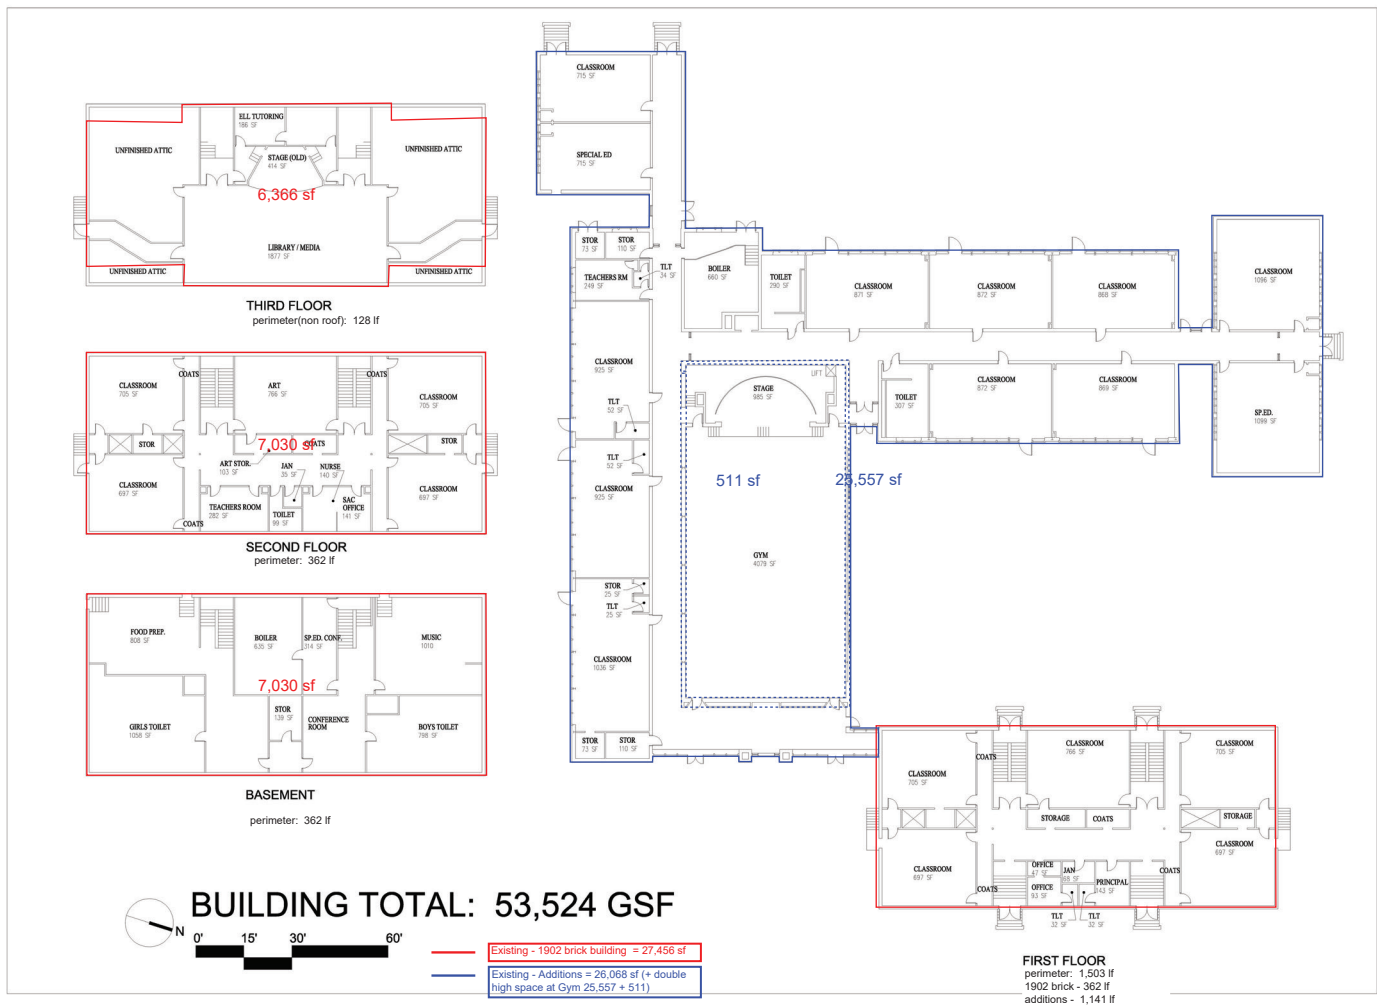 CLASSROOM
715 SF
SPECIAL ED
715 SF
ELL TUTORING
186 SF
UNFINISHED ATTIC
UNFINISHED ATTIC
STAGE (OLD)
414 SF
6,366 sf
LIBRARY / MEDIA
1877 SF
UNFINISHED ATTIC
UNFINISHED ATTIC
THIRD FLOOR
perimeter(non roof): 128 lf
STOR
73 SF
STOR
110 SF
TEACHERS RM
249 SF
TLT
34 SF
BOILER
660 SF
TOILET
290 SF
CLASSROOM
871 SF
CLASSROOM
872 SF
CLASSROOM
868 SF
CLASSROOM
1096 SF
CLASSROOM
925 SF
TLT
52 SF
TLT
52 SF
CLASSROOM
925 SF
LIFT
STAGE
985 SF
TOILET
307 SF
CLASSROOM
872 SF
CLASSROOM
869 SF
SP.ED.
1099 SF
511 sf
25,557 sf
GYM
4079 SF
STOR
25 SF
TLT
25 SF
CLASSROOM
1036 SF
STOR
73 SF
STOR
110 SF
COATS
COATS
CLASSROOM
705 SF
ART
766 SF
CLASSROOM
705 SF
STOR
7,030 sf
COATS
STOR
ART STOR.
103 SF
JAN
35 SF
NURSE
140 SF
CLASSROOM
697 SF
CLASSROOM
697 SF
TEACHERS ROOM
282 SF
TOILET
99 SF
SAC
OFFICE
141 SF
COATS
SECOND FLOOR
perimeter: 362 lf
FOOD PREP.
808 SF
BOILER
635 SF
SP.ED. CONF.
314 SF
MUSIC
1010
7,030 sf
GIRLS TOILET
1058 SF
STOR
139 SF
CONFERENCE
ROOM
BOYS TOILET
798 SF
BASEMENT
perimeter: 362 lf
CLASSROOM
705 SF
COATS
CLASSROOM
766 SF
CLASSROOM
705 SF
STORAGE
COATS
STORAGE
CLASSROOM
697 SF
COATS
OFFICE
47 SF
OFFICE
93 SF
JAN
68 SF
PRINCIPAL
143 SF
COATS
CLASSROOM
697 SF
TLT
32 SF
TLT
32 SF
FIRST FLOOR
perimeter: 1,503 lf
1902 brick - 362 lf
additions - 1,141 lf
BUILDING TOTAL: 53,524 GSF
N
0' 15' 30' 60'
Existing - 1902 brick building = 27,456 sf
Existing - Additions = 26,068 sf (+ double
high space at Gym 25,557 + 511)